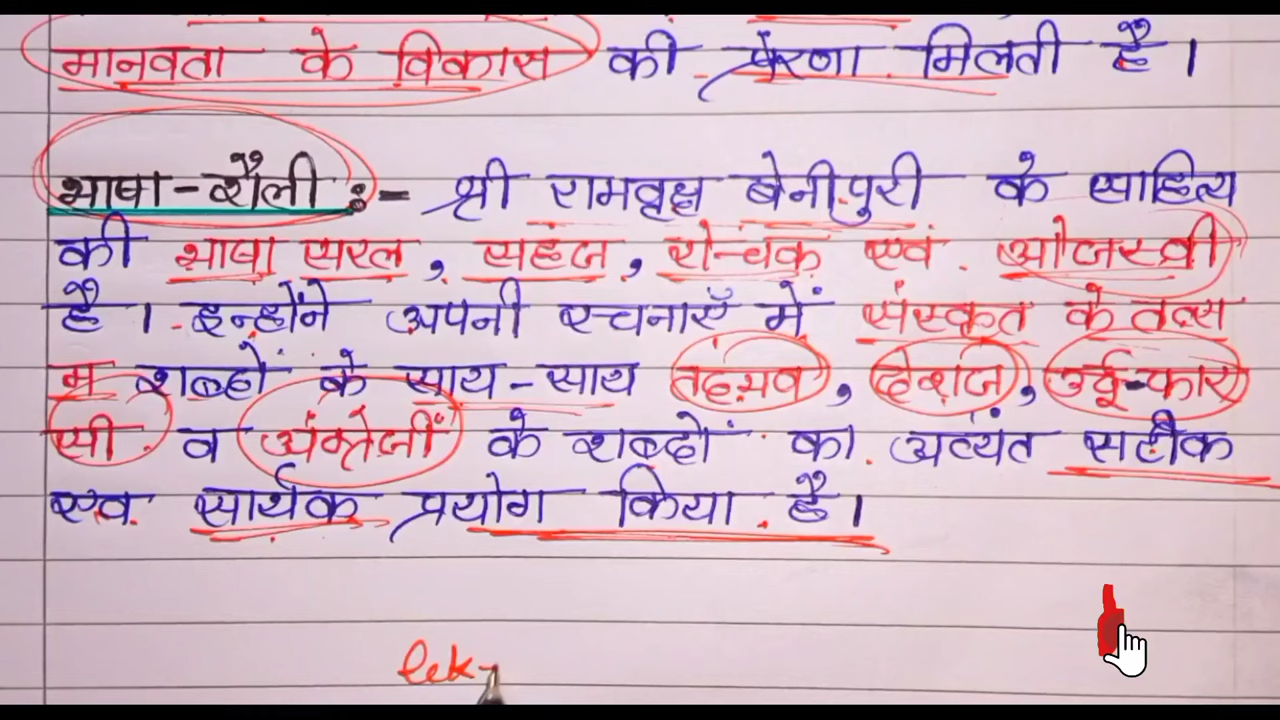 मानवता के विकास की प्रेरणा मिलती है।
भाषा-शैली :- श्री रामवृक्ष बेनीपुरी के साहित्य
की भाषा सरल, सहज, रोचक एवं ओजस्वी
है। इन्होंने अपनी रचनाएँ में संस्कृत के तत्स
म शब्दों के साथ-साथ तद्भव, देशज, उर्दू-फार
सी व अंग्रेजी के शब्दों का अत्यंत सटीक
एवं सार्थक प्रयोग किया है।
lek-